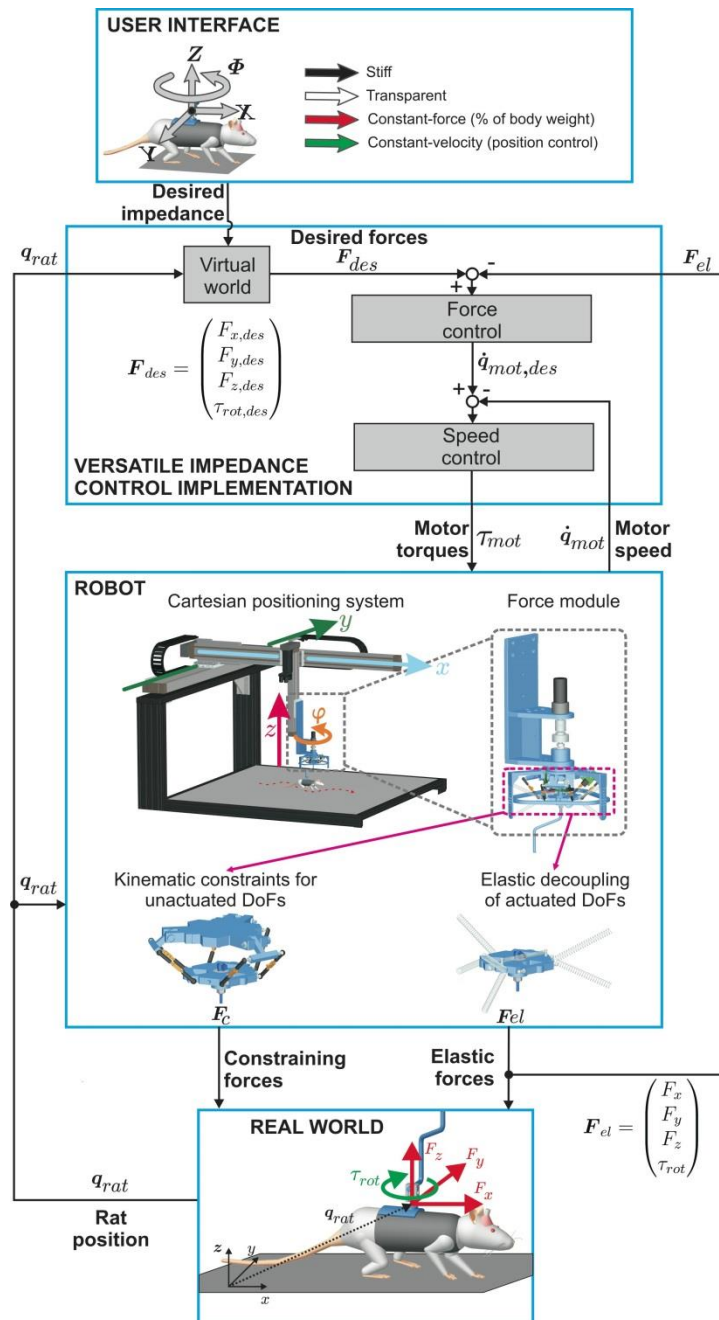 USER INTERFACE
Z
Φ
X
Y
Stiff
Transparent
Constant-force (% of body weight)
Constant-velocity (position control)
Desired
impedance
q_rat
Desired forces
F_des
F_el
Virtual
world
-
+
Force
control
F_des = (F_x,des
F_y,des
F_z,des
τ_rot,des)
q̇_mot,des
+
-
Speed
control
VERSATILE IMPEDANCE
CONTROL IMPLEMENTATION
Motor
torques
τ_mot
q̇_mot
Motor
speed
ROBOT
Cartesian positioning system
Force module
y
x
z
φ
q_rat
Kinematic constraints for
unactuated DoFs
Elastic decoupling
of actuated DoFs
F_c
F_el
Constraining
forces
Elastic
forces
REAL WORLD
F_el = (F_x
F_y
F_z
τ_rot)
F_z
F_y
τ_rot
F_x
q_rat
q_rat
Rat
position
z
y
x